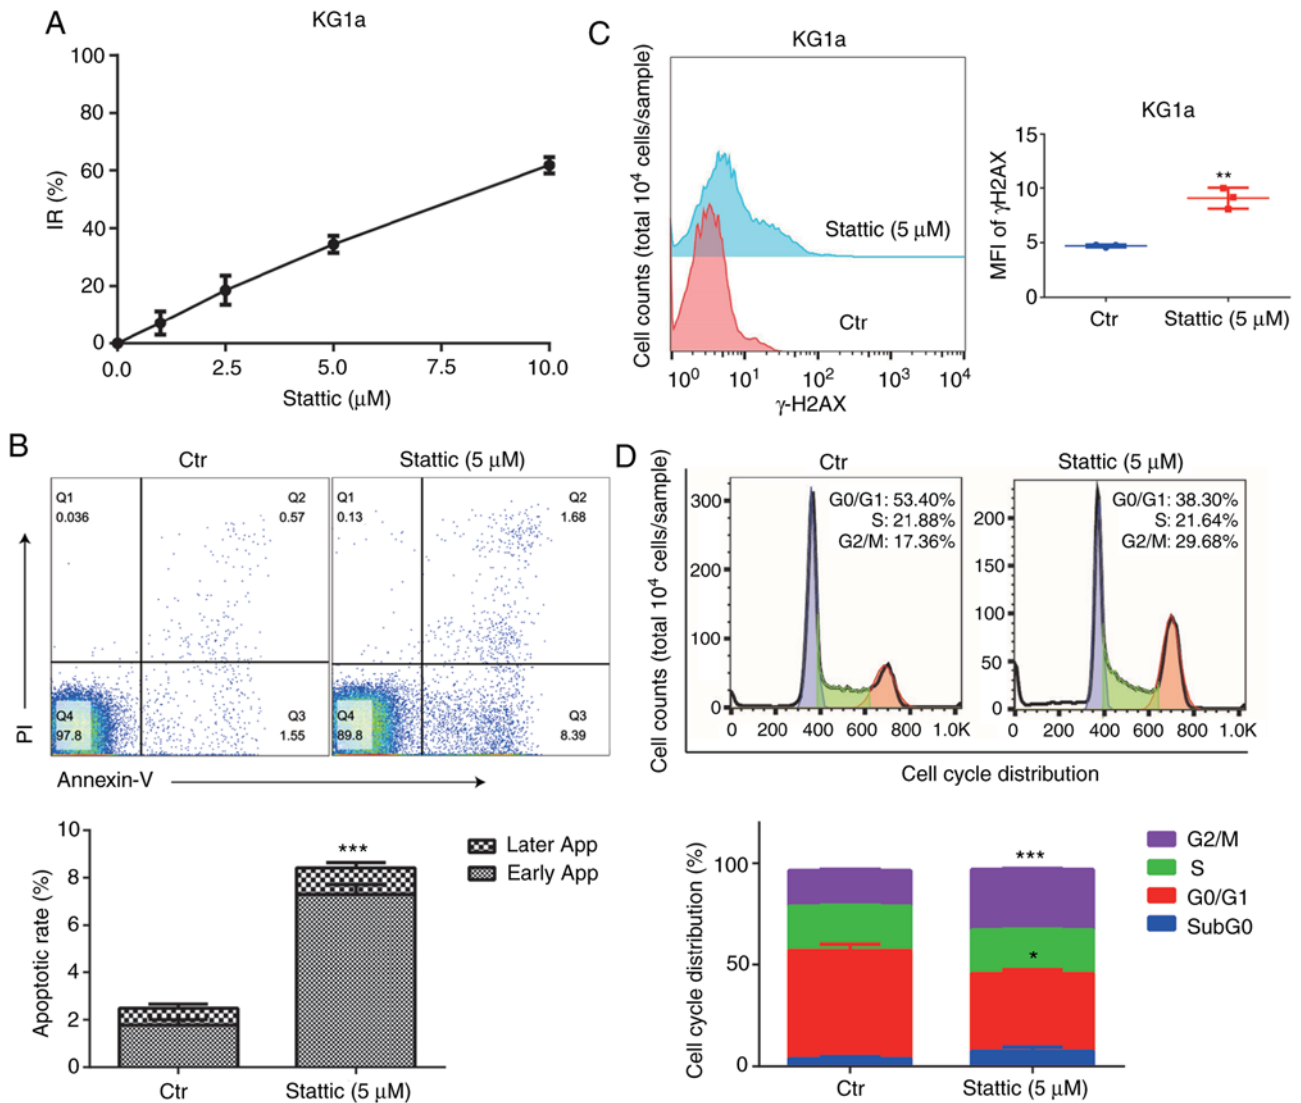 A
KG1a
100
80
60
40
20
0
IR (%)
0.0 2.5 5.0 7.5 10.0
Stattic (μM)
C
KG1a
Cell counts (total 10⁴ cells/sample)
Stattic (5 μM)
Ctr
10⁰ 10¹ 10² 10³ 10⁴
γ-H2AX
KG1a
15
10
5
0
MFI of γH2AX
**
Ctr Stattic (5 μM)
B
Ctr Stattic (5 μM)
Q1
0.036
Q2
0.57
Q4
97.8
Q3
1.55
Q1
0.13
Q2
1.68
Q4
89.8
Q3
8.39
PI
Annexin-V
10
8
6
4
2
0
Apoptotic rate (%)
***
Later App
Early App
Ctr Stattic (5 μM)
D
Ctr Stattic (5 μM)
Cell counts (total 10⁴ cells/sample)
300
200
100
0
G0/G1: 53.40%
S: 21.88%
G2/M: 17.36%
0 200 400 600 800 1.0K
200
150
100
50
0
G0/G1: 38.30%
S: 21.64%
G2/M: 29.68%
0 200 400 600 800 1.0K
Cell cycle distribution
100
50
0
Cell cycle distribution (%)
***
*
G2/M
S
G0/G1
SubG0
Ctr Stattic (5 μM)